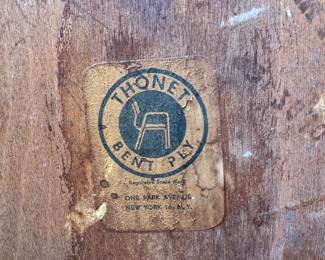 THONET
BENT PLY
Registered Trade Mark
ONE PARK AVENUE
NEW YORK 16, N.Y.